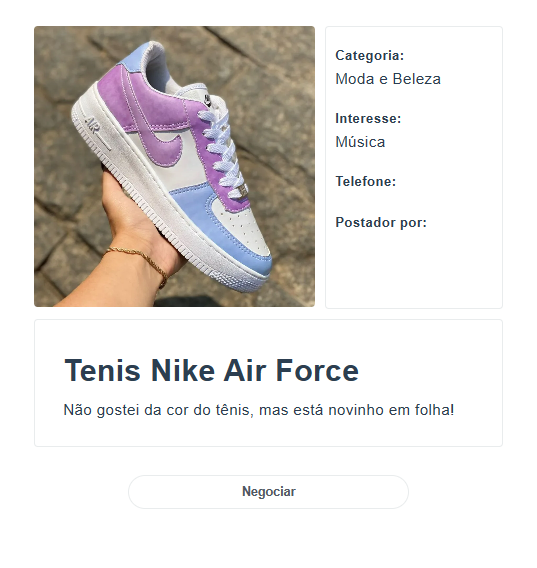 AIR
Categoria:
Moda e Beleza
Interesse:
Música
Telefone:
Postador por:
Tenis Nike Air Force
Não gostei da cor do tênis, mas está novinho em folha!
Negociar